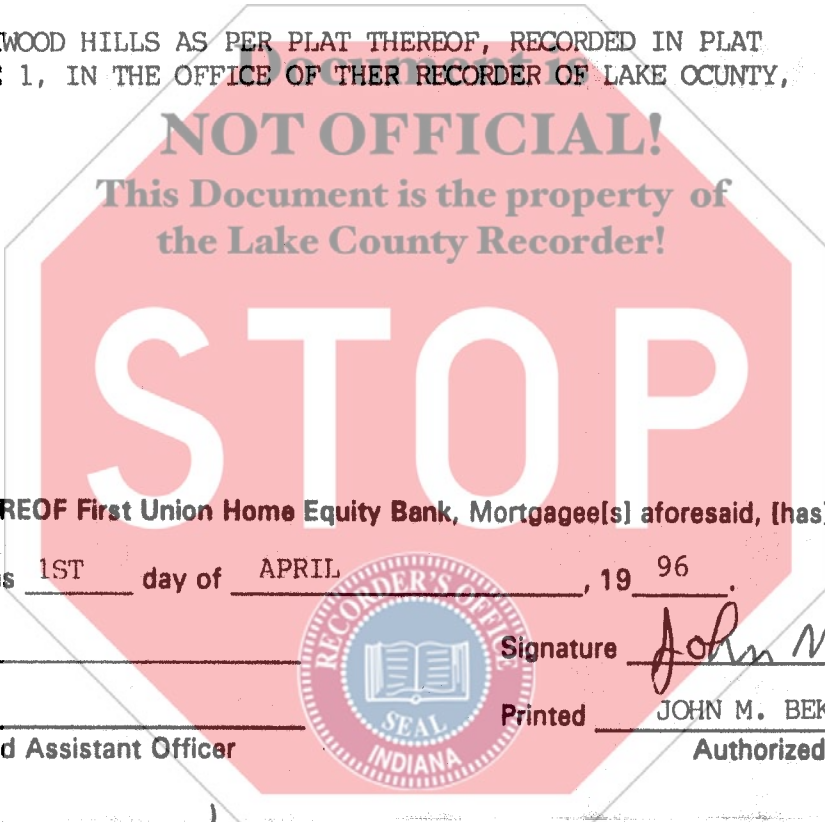 WOOD HILLS AS PER PLAT THEREOF, RECORDED IN PLAT
1, IN THE OFFICE OF THER RECORDER OF LAKE OCUNTY,
Document is
NOT OFFICIAL!
This Document is the property of
the Lake County Recorder!
STOP
REOF First Union Home Equity Bank, Mortgagee[s] aforesaid, [has]
s 1ST day of APRIL, 19 96.
RECORDER'S OFFICE
Signature John M
SEAL
Printed JOHN M. BEK
INDIANA
d Assistant Officer Authorized